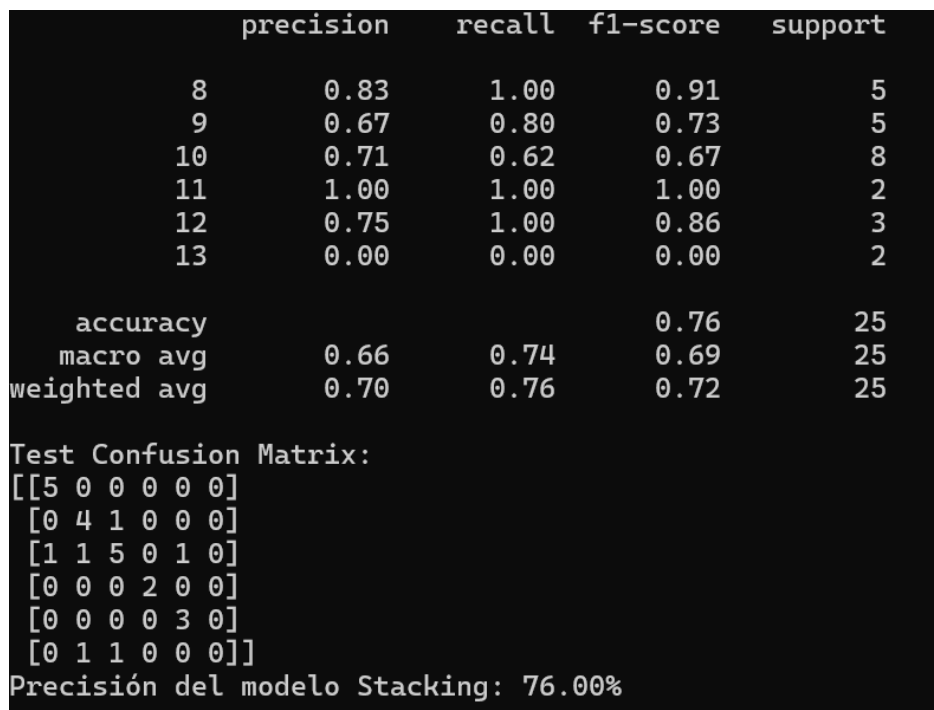 precision recall f1-score support
8 0.83 1.00 0.91 5
9 0.67 0.80 0.73 5
10 0.71 0.62 0.67 8
11 1.00 1.00 1.00 2
12 0.75 1.00 0.86 3
13 0.00 0.00 0.00 2
accuracy 0.76 25
macro avg 0.66 0.74 0.69 25
weighted avg 0.70 0.76 0.72 25
Test Confusion Matrix:
[[5 0 0 0 0 0]
[0 4 1 0 0 0]
[1 1 5 0 1 0]
[0 0 0 2 0 0]
[0 0 0 0 3 0]
[0 1 1 0 0 0]]
Precisión del modelo Stacking: 76.00%